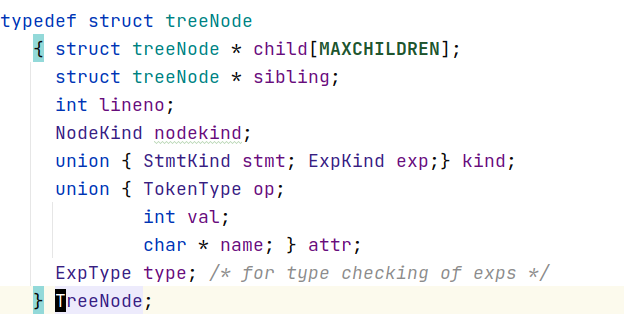 typedef struct treeNode
{ struct treeNode * child[MAXCHILDREN];
struct treeNode * sibling;
int lineno;
NodeKind nodekind;
union { StmtKind stmt; ExpKind exp;} kind;
union { TokenType op;
int val;
char * name; } attr;
ExpType type; /* for type checking of exps */
} TreeNode;